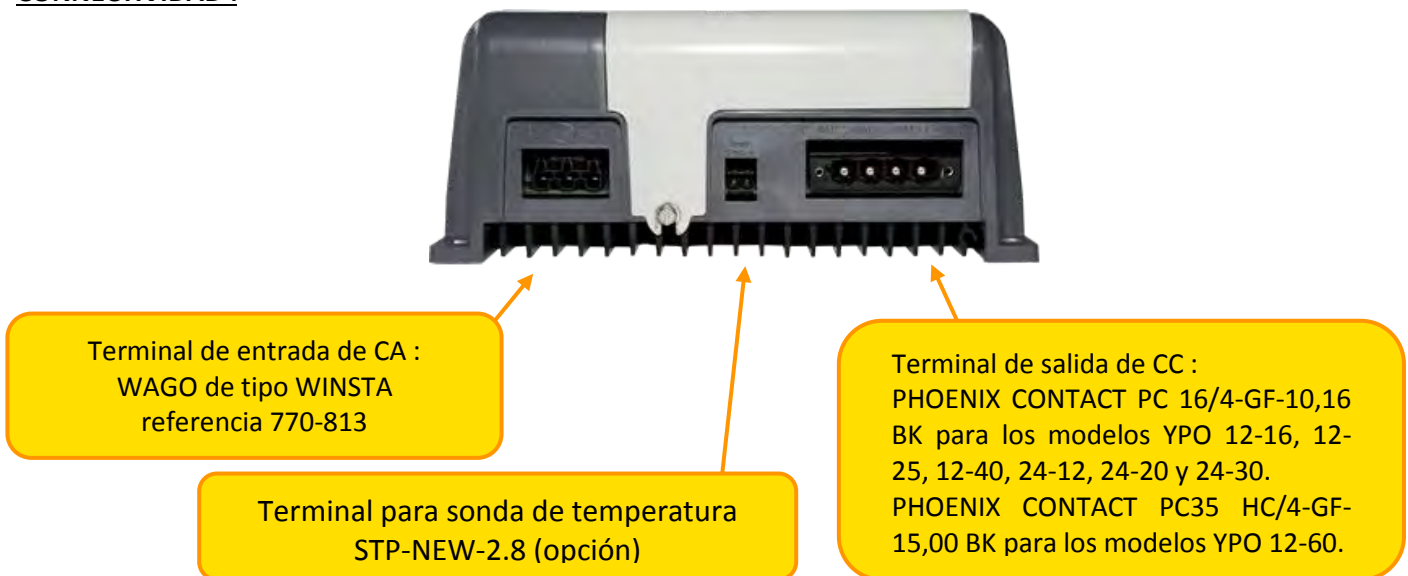 Terminal de entrada de CA :
WAGO de tipo WINSTA
referencia 770-813
Terminal para sonda de temperatura
STP-NEW-2.8 (opción)
Terminal de salida de CC :
PHOENIX CONTACT PC 16/4-GF-10,16
BK para los modelos YPO 12-16, 12-
25, 12-40, 24-12, 24-20 y 24-30.
PHOENIX CONTACT PC35 HC/4-GF-
15,00 BK para los modelos YPO 12-60.